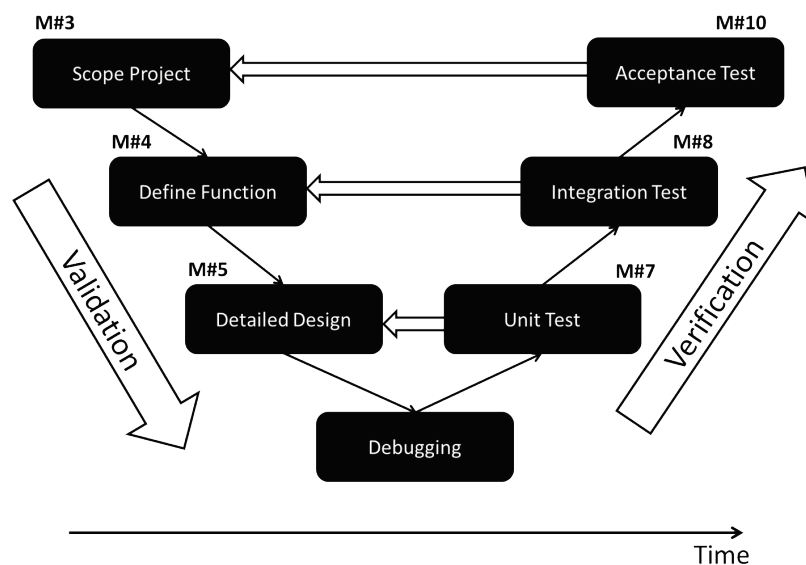 M#3
M#10
Scope Project
Acceptance Test
M#4
M#8
Define Function
Integration Test
Validation
Verification
M#5
M#7
Detailed Design
Unit Test
Debugging
Time